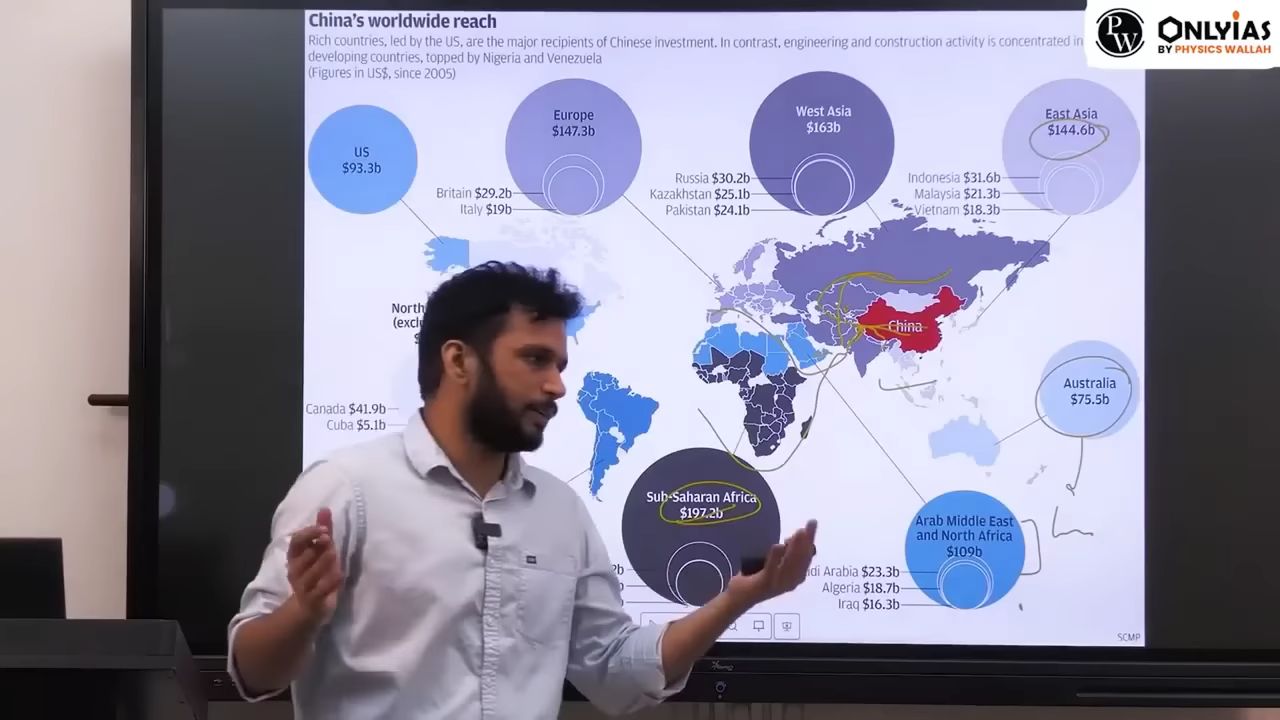 China's worldwide reach
Rich countries, led by the US, are the major recipients of Chinese investment. In contrast, engineering and construction activity is concentrated in
developing countries, topped by Nigeria and Venezuela
(Figures in US$, since 2005)
PW
ONLYIAS
BY PHYSICS WALLAH
US
$93.3b
Europe
$147.3b
Britain $29.2b
Italy $19b
West Asia
$163b
Russia $30.2b
Kazakhstan $25.1b
Pakistan $24.1b
East Asia
$144.6b
Indonesia $31.6b
Malaysia $21.3b
Vietnam $18.3b
China
Canada $41.9b
Cuba $5.1b
Australia
$75.5b
Sub-Saharan Africa
$197.2b
Arab Middle East
and North Africa
$109b
Arabia $23.3b
Algeria $18.7b
Iraq $16.3b
SCMP